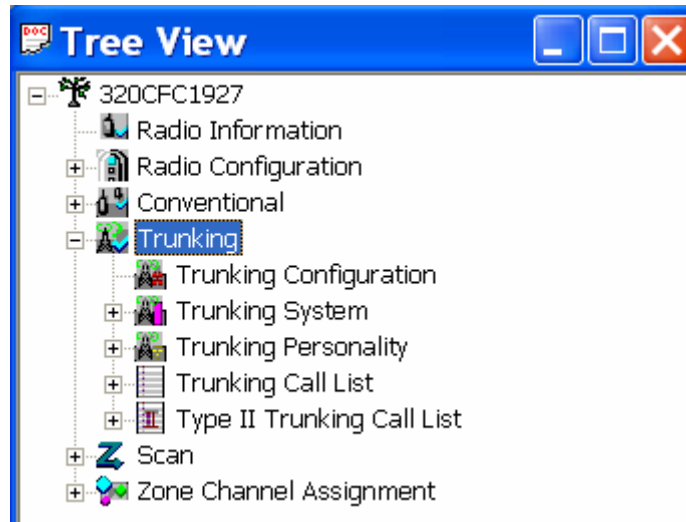 Tree View
320CFC1927
Radio Information
Radio Configuration
Conventional
Trunking
Trunking Configuration
Trunking System
Trunking Personality
Trunking Call List
Type II Trunking Call List
Scan
Zone Channel Assignment